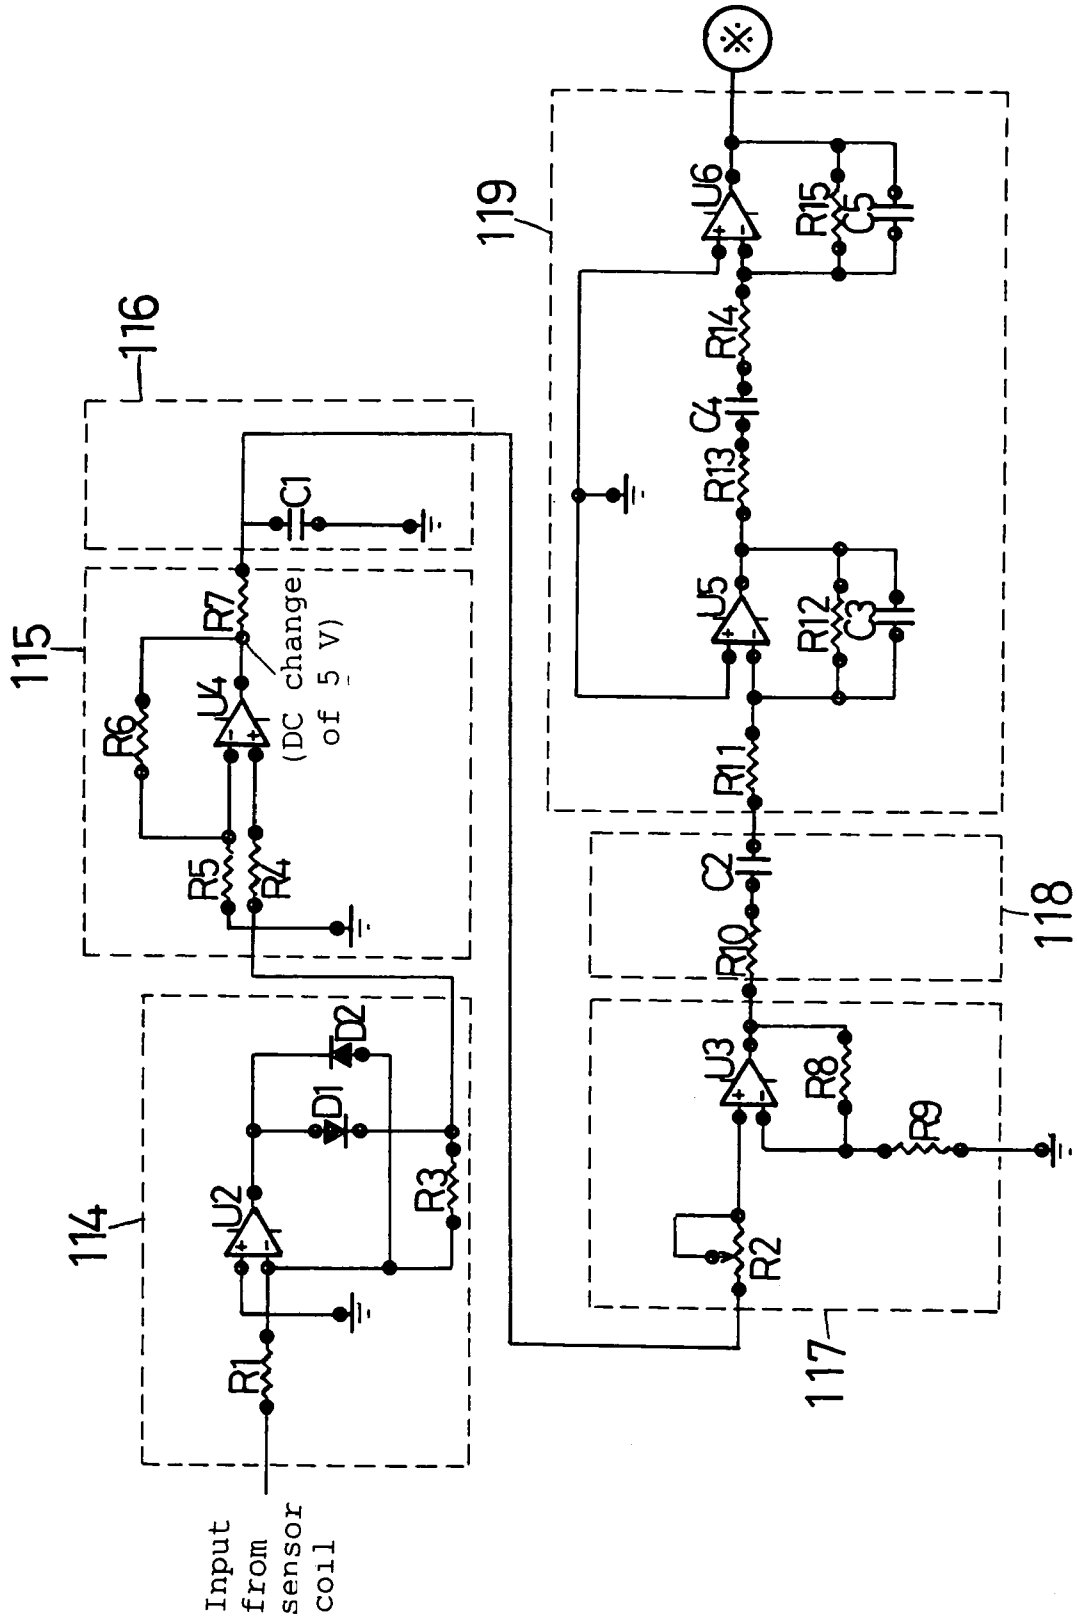 Input
from
sensor
coil
114
R1
U2
+
−
D1
D2
R3
115
R5
R4
R6
U4
−
+
R7
(DC change
of 5 V)
116
C1
117
R2
U3
+
−
R8
R9
118
R10
C2
119
R11
U5
+
−
R12
C3
R13
C4
R14
U6
+
−
R15
C5
※